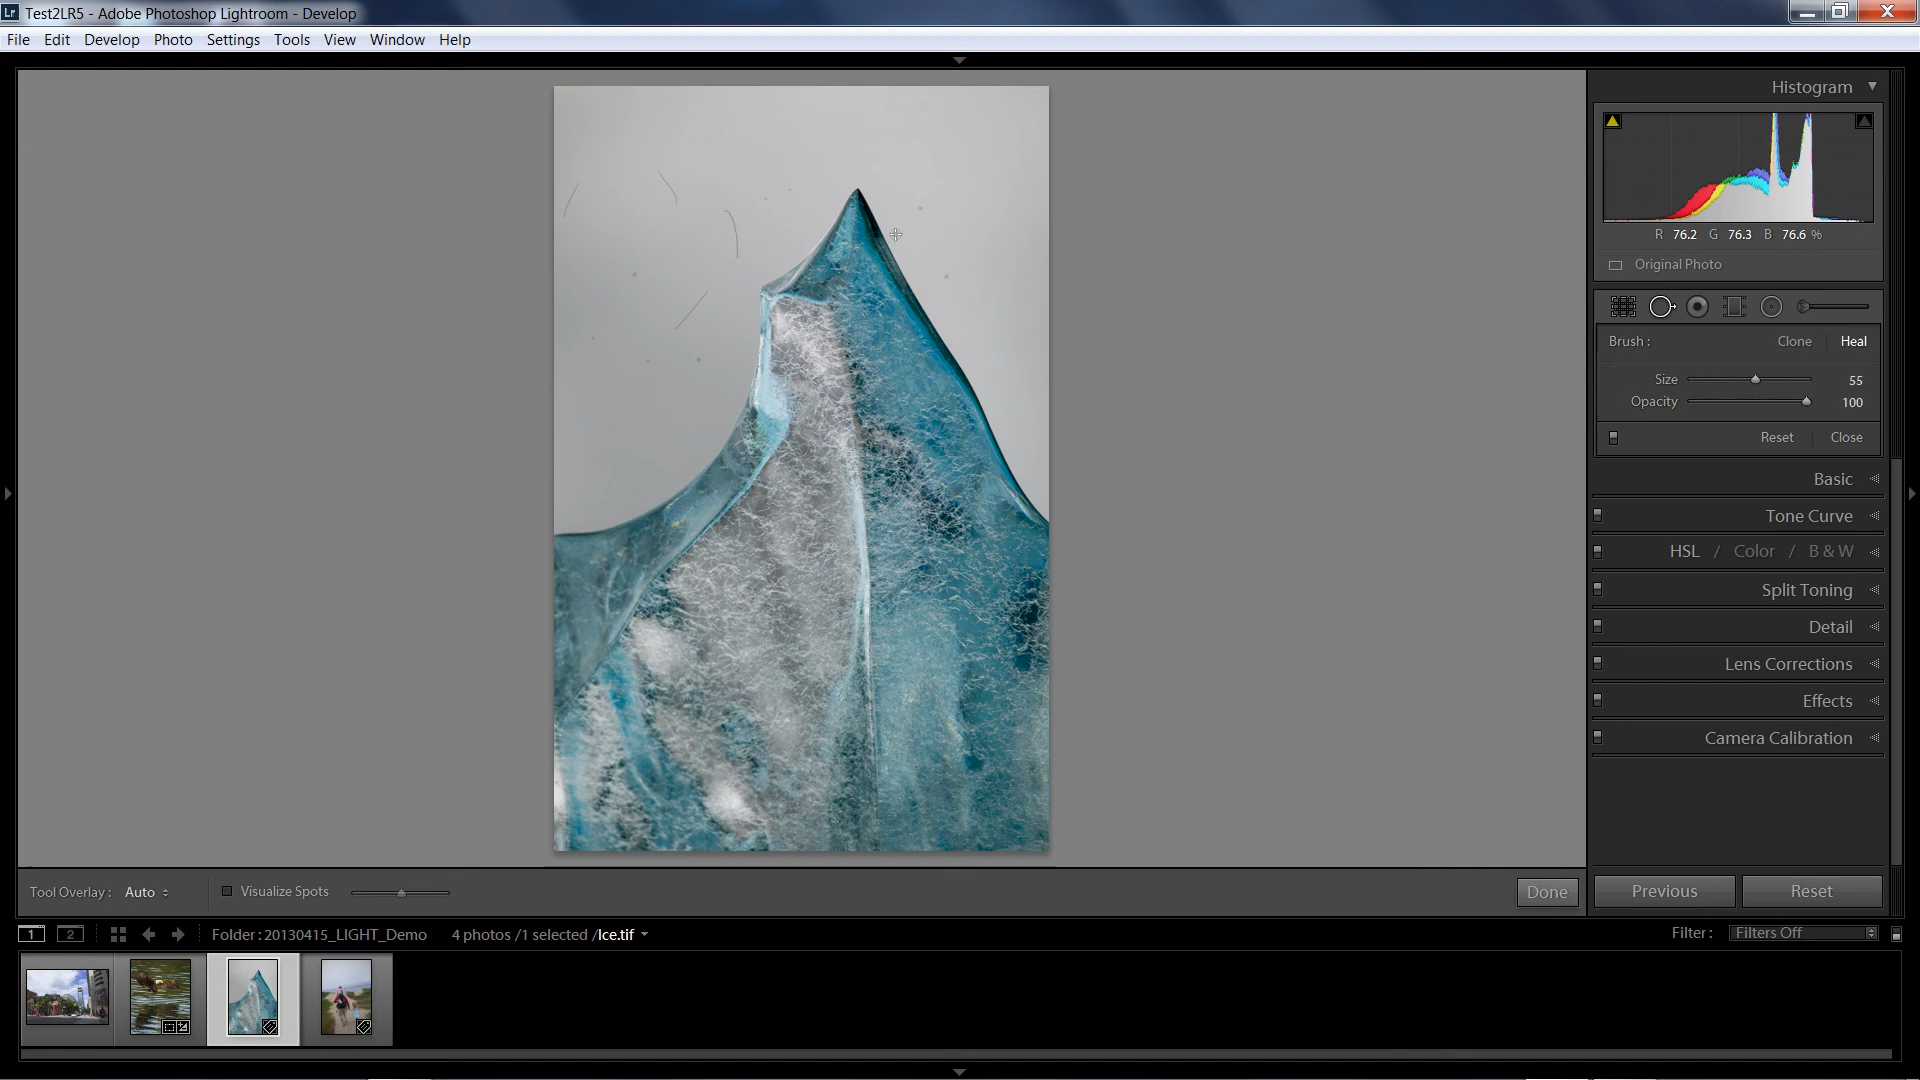 Lr Test2LR5 - Adobe Photoshop Lightroom - Develop
File Edit Develop Photo Settings Tools View Window Help
Histogram
R 76.2 G 76.3 B 76.6 %
Original Photo
Brush : Clone Heal
Size 55
Opacity 100
Reset Close
Basic
Tone Curve
HSL / Color / B & W
Split Toning
Detail
Lens Corrections
Effects
Camera Calibration
Tool Overlay : Auto Visualize Spots Done Previous Reset
1 2 Folder : 20130415_LIGHT_Demo 4 photos /1 selected /Ice.tif Filter : Filters Off